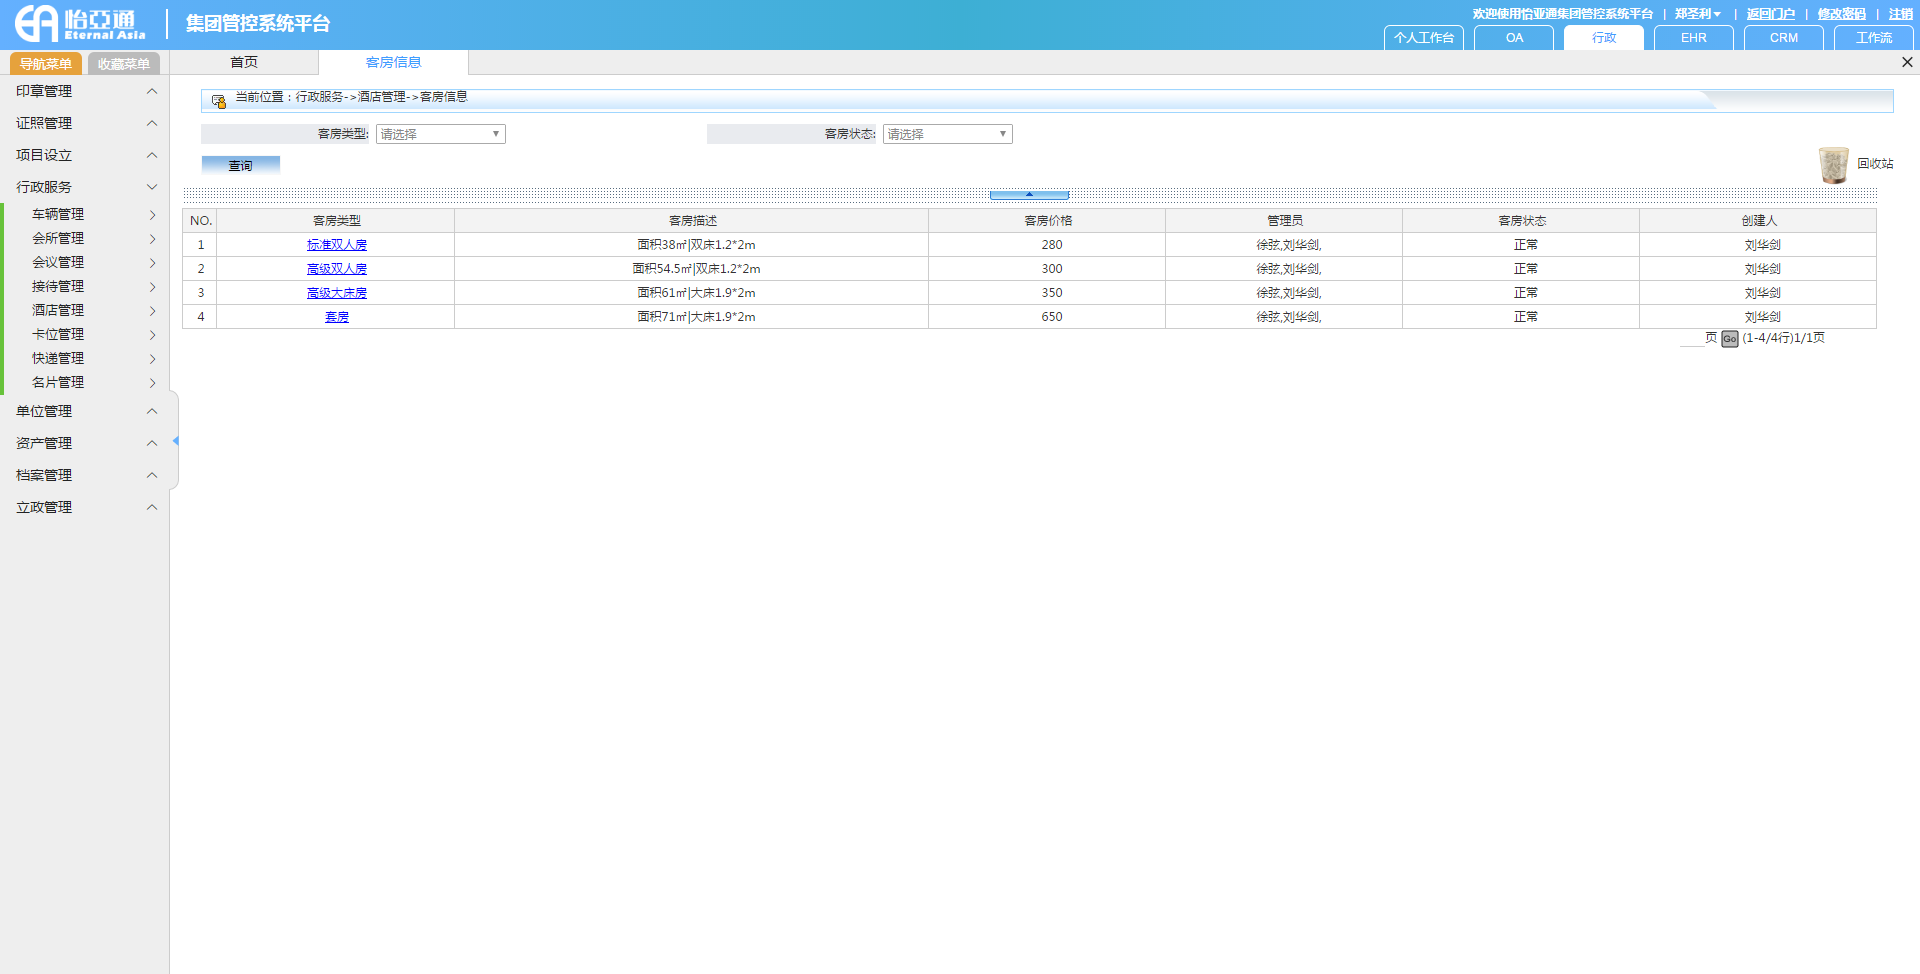 怡亞通
Eternal Asia
集团管控系统平台
欢迎使用怡亚通集团管控系统平台 | 郑圣利 | 返回门户 | 修改密码 | 注销
个人工作台 OA 行政 EHR CRM 工作流
导航菜单 收藏菜单 首页 客房信息
印章管理
证照管理
项目设立
行政服务
车辆管理
会所管理
会议管理
接待管理
酒店管理
卡位管理
快递管理
名片管理
单位管理
资产管理
档案管理
立政管理
当前位置：行政服务->酒店管理->客房信息
客房类型: 请选择 客房状态: 请选择
查询
回收站
NO. 客房类型 客房描述 客房价格 管理员 客房状态 创建人
1 标准双人房 面积38㎡|双床1.2*2m 280 徐弦,刘华剑, 正常 刘华剑
2 高级双人房 面积54.5㎡|双床1.2*2m 300 徐弦,刘华剑, 正常 刘华剑
3 高级大床房 面积61㎡|大床1.9*2m 350 徐弦,刘华剑, 正常 刘华剑
4 套房 面积71㎡|大床1.9*2m 650 徐弦,刘华剑, 正常 刘华剑
页 Go (1-4/4行)1/1页